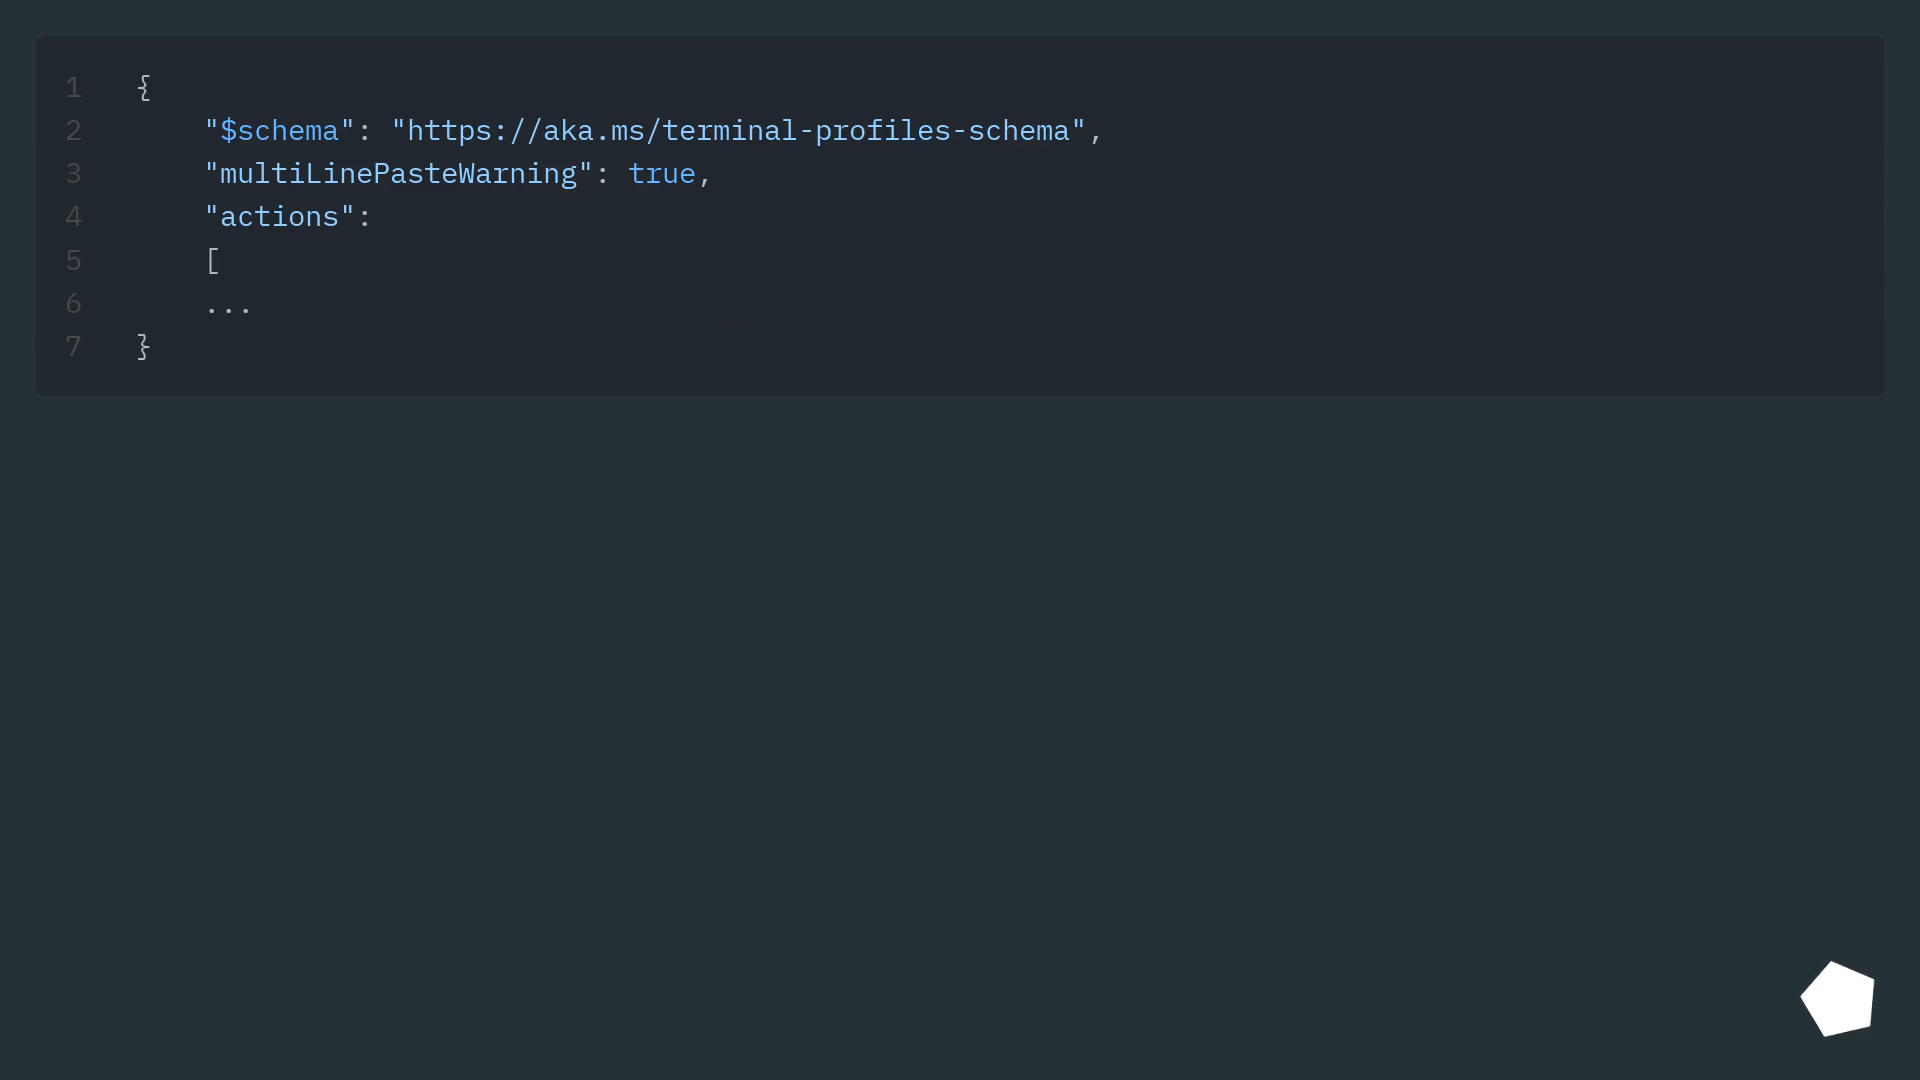 1 {
2 "$schema": "https://aka.ms/terminal-profiles-schema",
3 "multiLinePasteWarning": true,
4 "actions":
5 [
6 ...
7 }